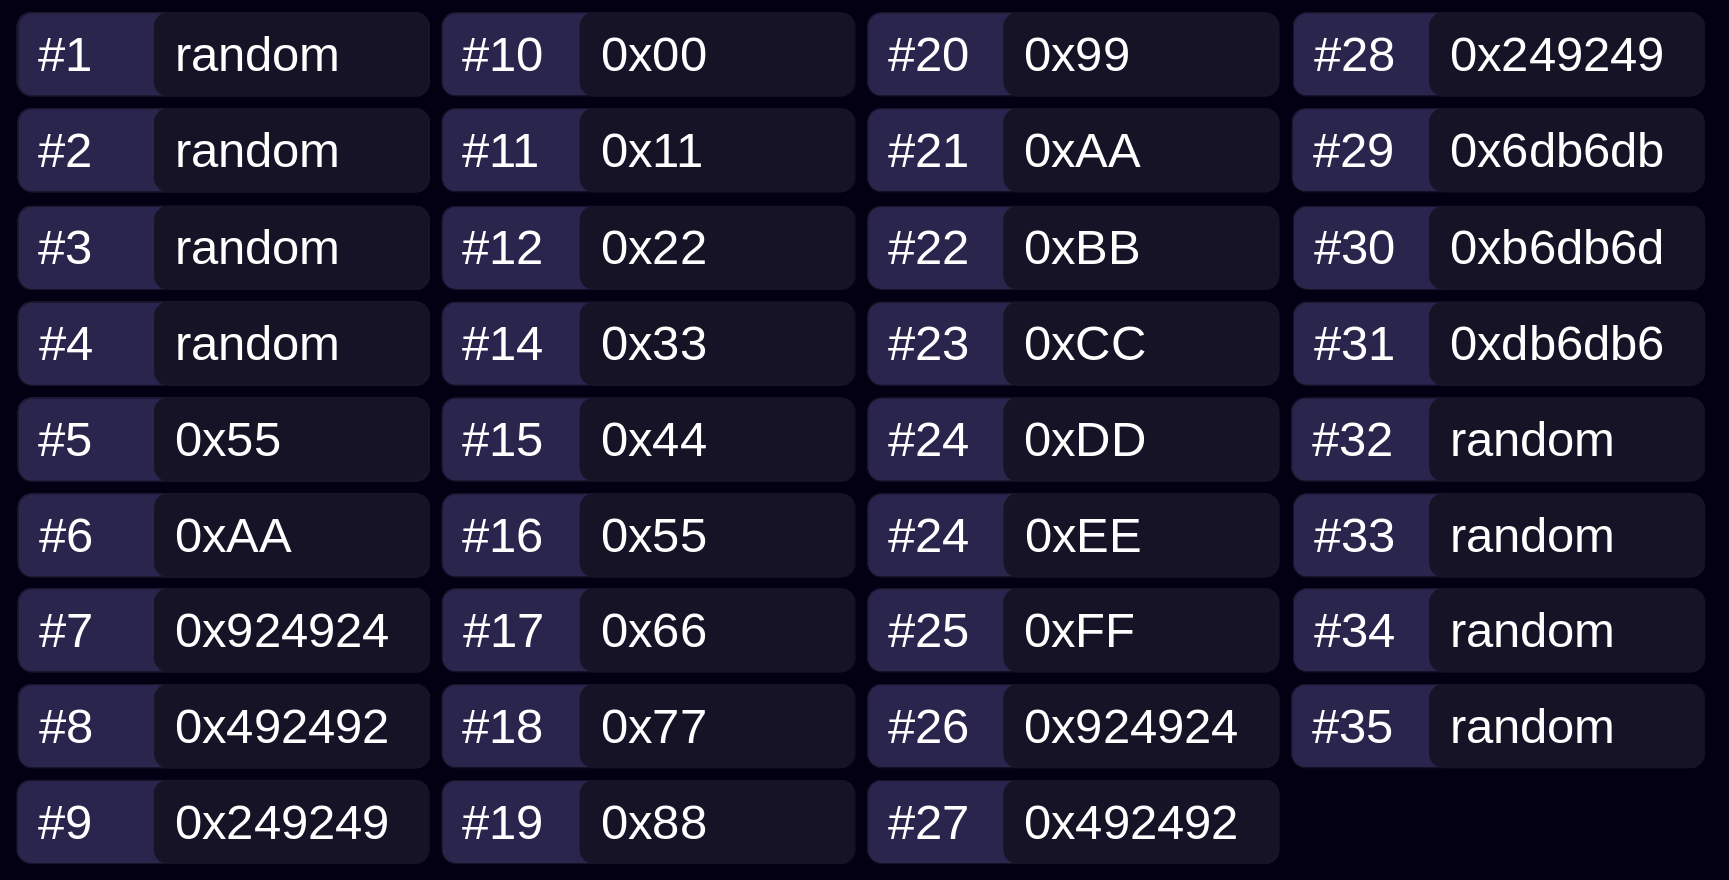 #1 random
#2 random
#3 random
#4 random
#5 0x55
#6 0xAA
#7 0x924924
#8 0x492492
#9 0x249249
#10 0x00
#11 0x11
#12 0x22
#14 0x33
#15 0x44
#16 0x55
#17 0x66
#18 0x77
#19 0x88
#20 0x99
#21 0xAA
#22 0xBB
#23 0xCC
#24 0xDD
#24 0xEE
#25 0xFF
#26 0x924924
#27 0x492492
#28 0x249249
#29 0x6db6db
#30 0xb6db6d
#31 0xdb6db6
#32 random
#33 random
#34 random
#35 random